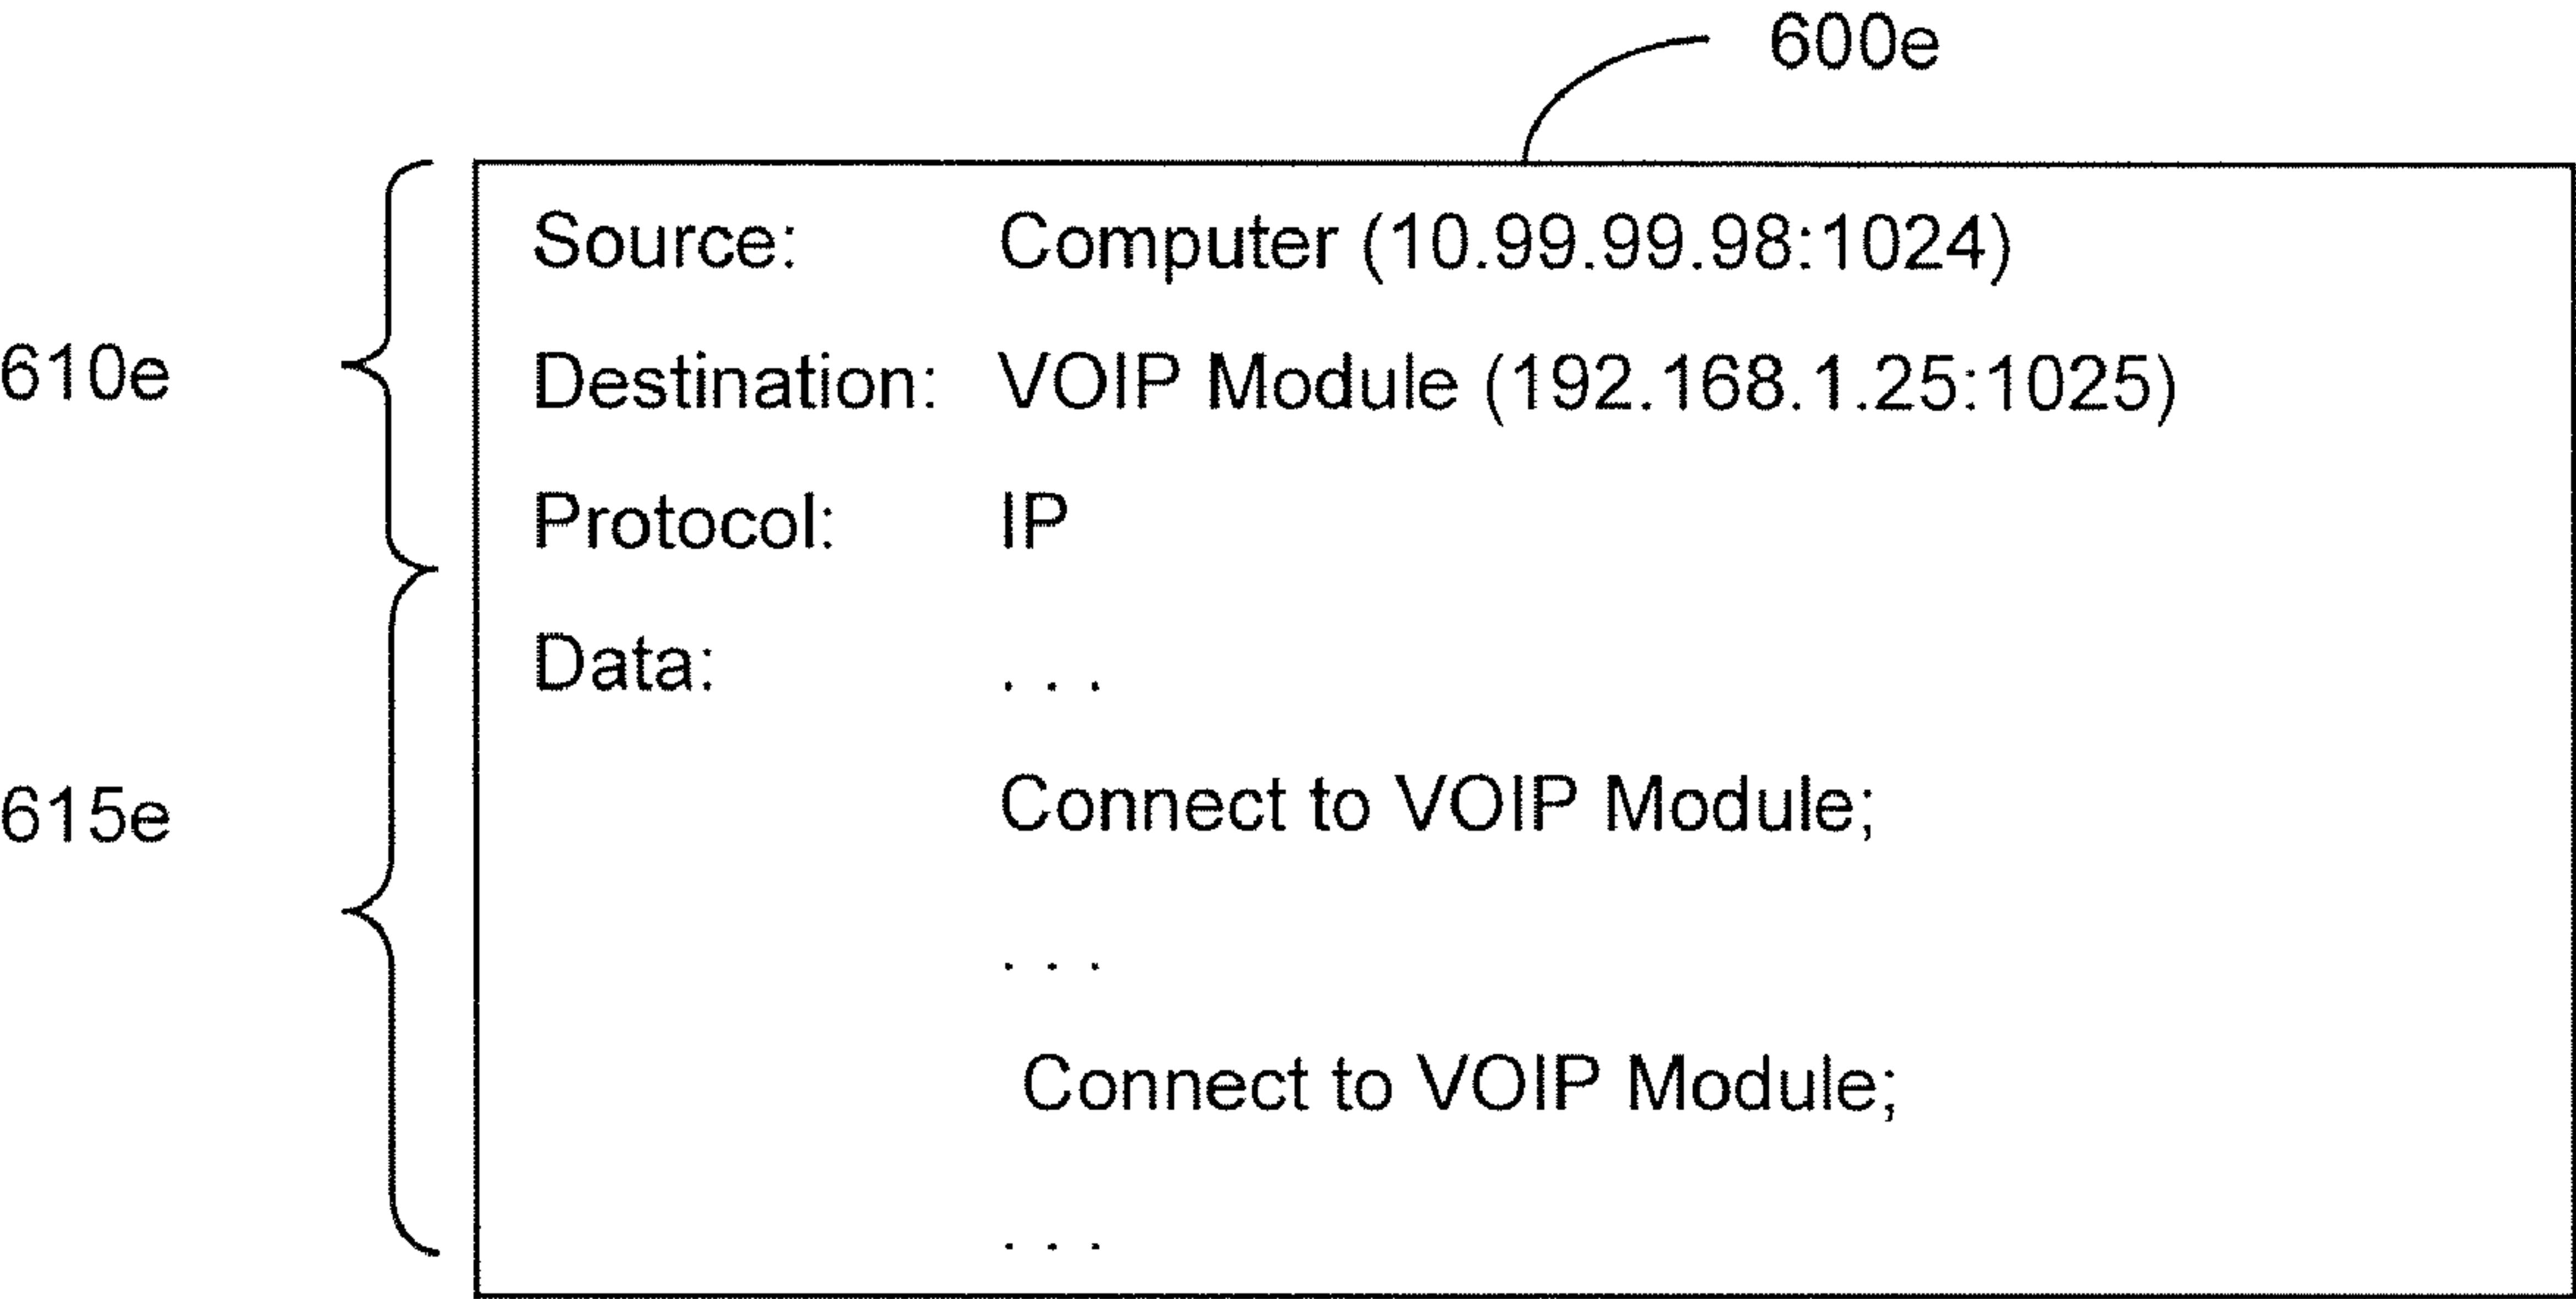 600e
Source: Computer (10.99.99.98:1024)
610e
Destination: VOIP Module (192.168.1.25:1025)
Protocol: IP
Data: . . .
615e
Connect to VOIP Module;
. . .
Connect to VOIP Module;
. . .